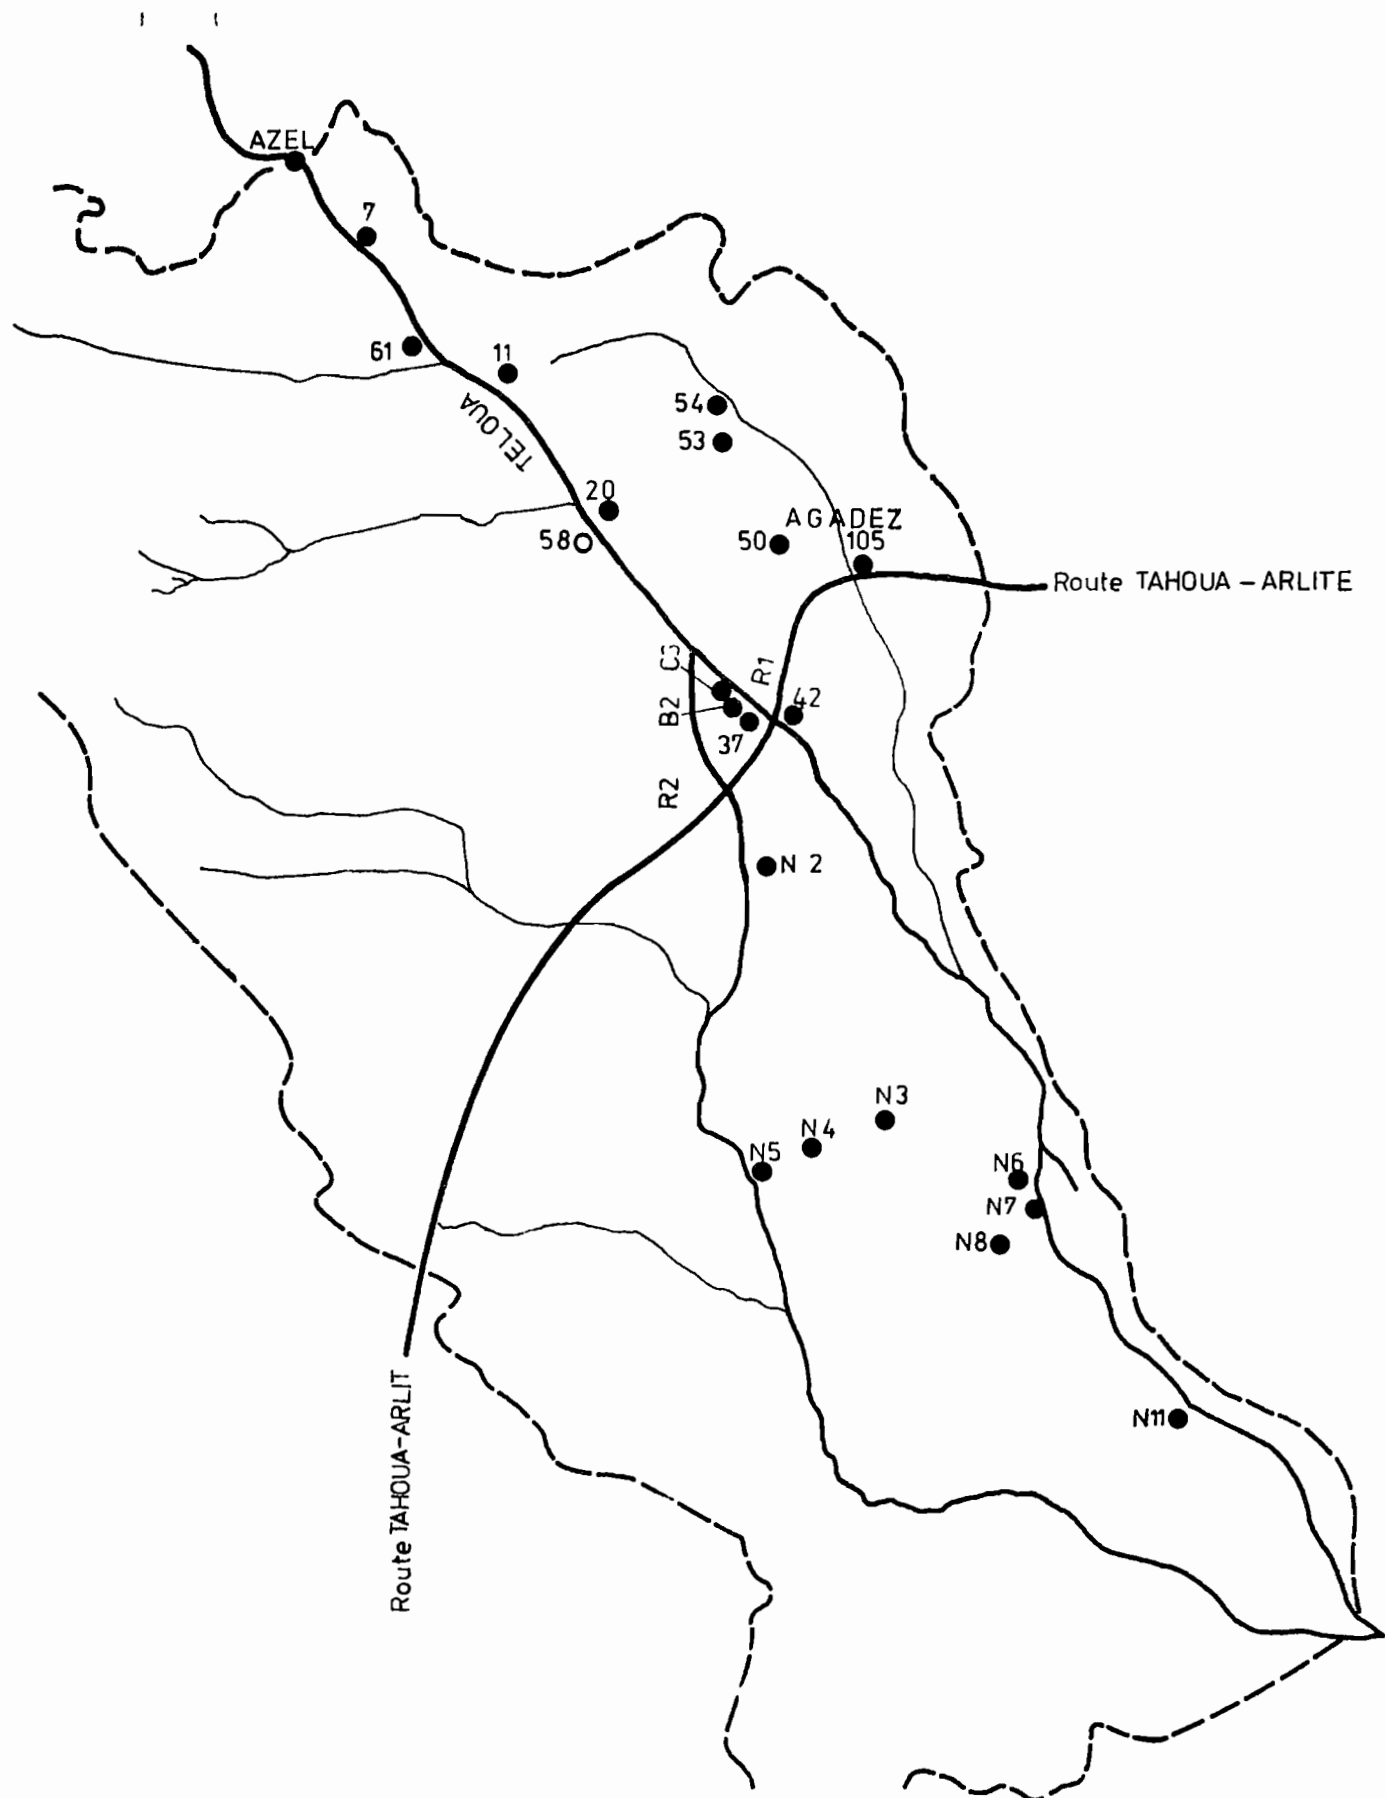 AZEL
7
61
11
TELOUA
54
53
20
58
AGADEZ
50
105
Route TAHOUA – ARLITE
C3
R1
B2
42
37
R2
N 2
N3
N4
N5
N6
N7
N8
N11
Route TAHOUA-ARLIT